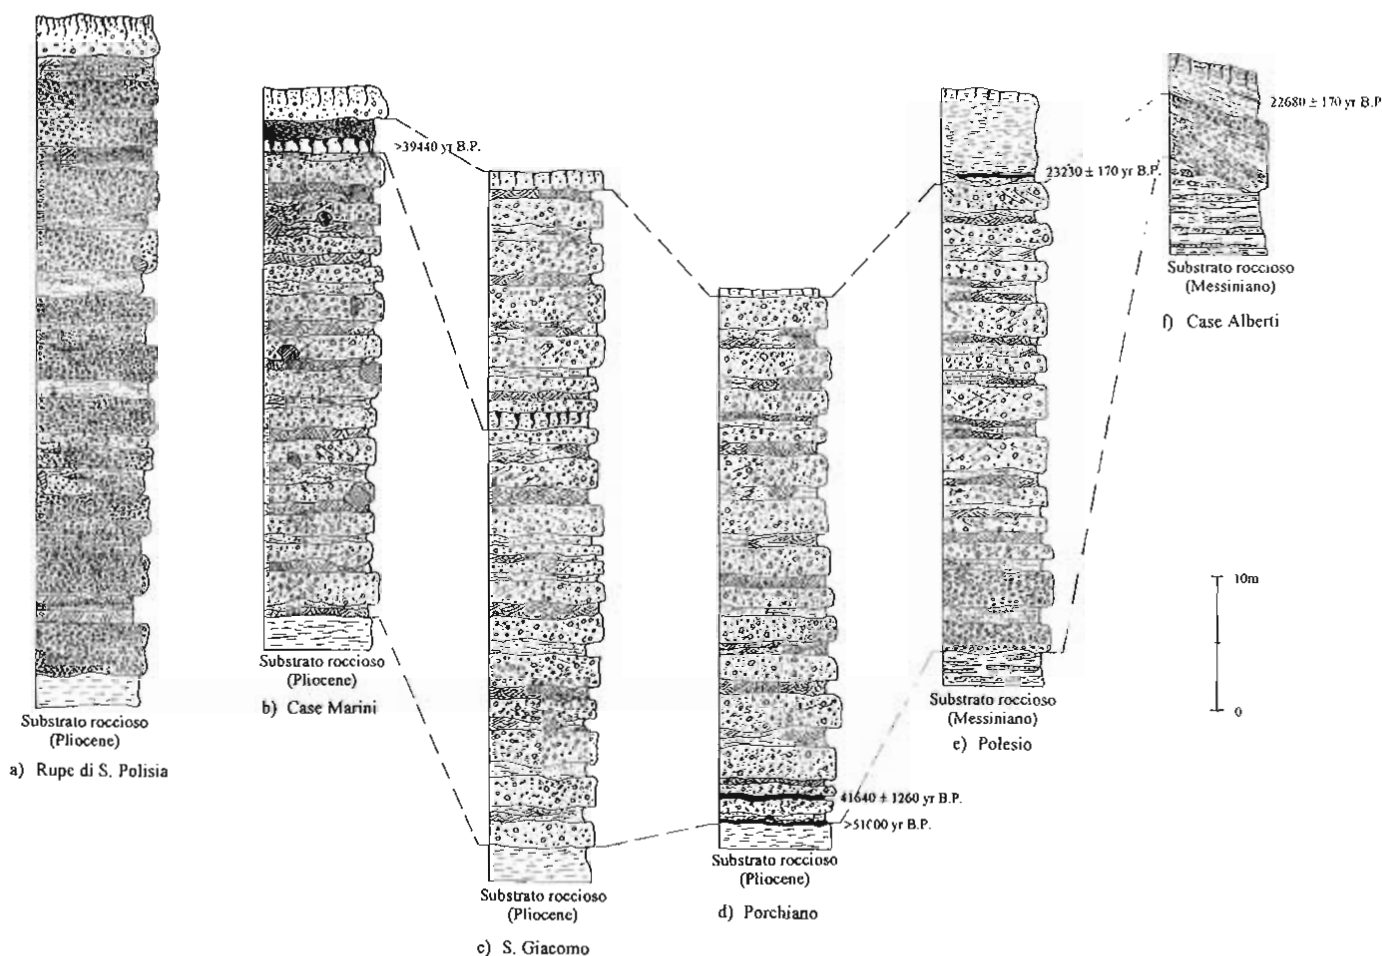 Substrato roccioso
(Pliocene)
a) Rupe di S. Polisia
>39440 yr B.P.
Substrato roccioso
(Pliocene)
b) Case Marini
Substrato roccioso
(Pliocene)
c) S. Giacomo
41640 ± 1260 yr B.P.
>51000 yr B.P.
Substrato roccioso
(Pliocene)
d) Porchiano
23230 ± 170 yr B.P.
Substrato roccioso
(Messiniano)
e) Polesio
22680 ± 170 yr B.P
Substrato roccioso
(Messiniano)
f) Case Alberti
10m
0